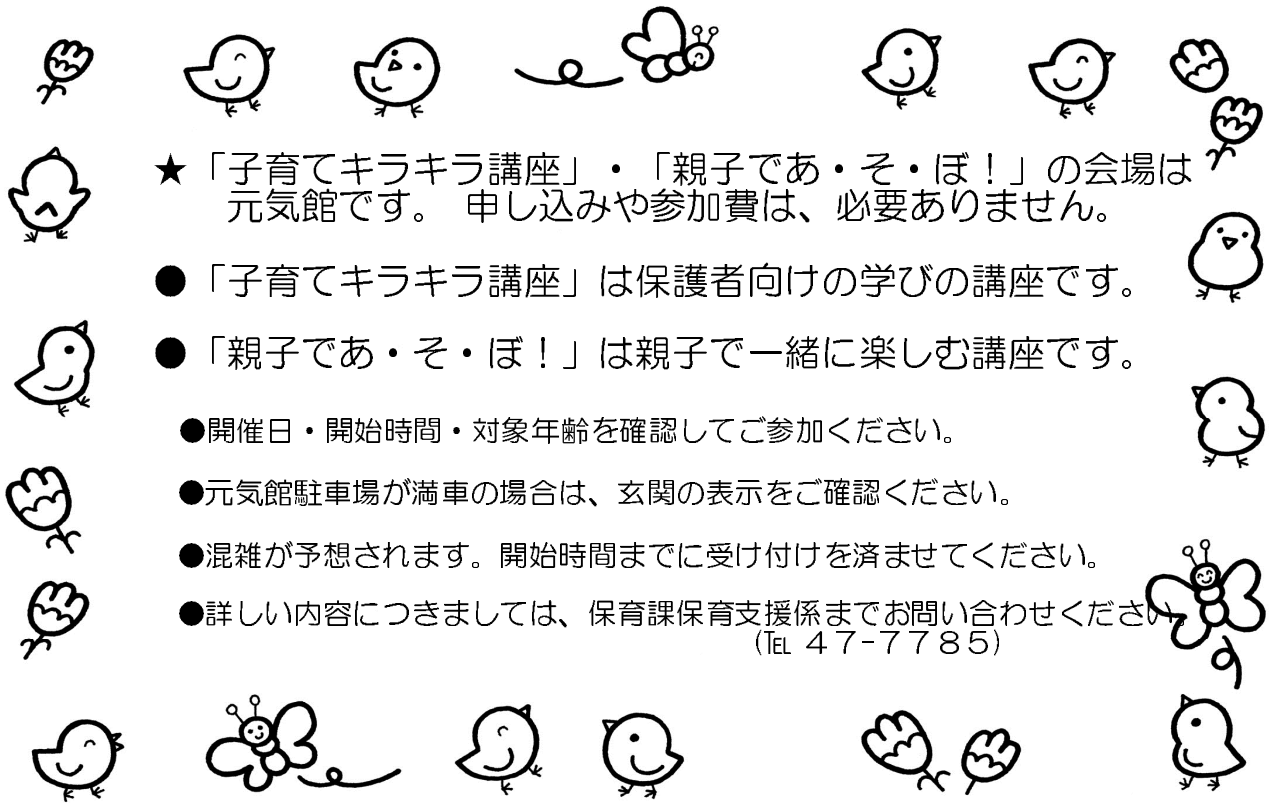 ★「子育てキラキラ講座」・「親子であ・そ・ぼ！」の会場は
元気館です。 申し込みや参加費は、必要ありません。
●「子育てキラキラ講座」は保護者向けの学びの講座です。
●「親子であ・そ・ぼ！」は親子で一緒に楽しむ講座です。
●開催日・開始時間・対象年齢を確認してご参加ください。
●元気館駐車場が満車の場合は、玄関の表示をご確認ください。
●混雑が予想されます。開始時間までに受け付けを済ませてください。
●詳しい内容につきましては、保育課保育支援係までお問い合わせください。
（℡ ４７−７７８５）